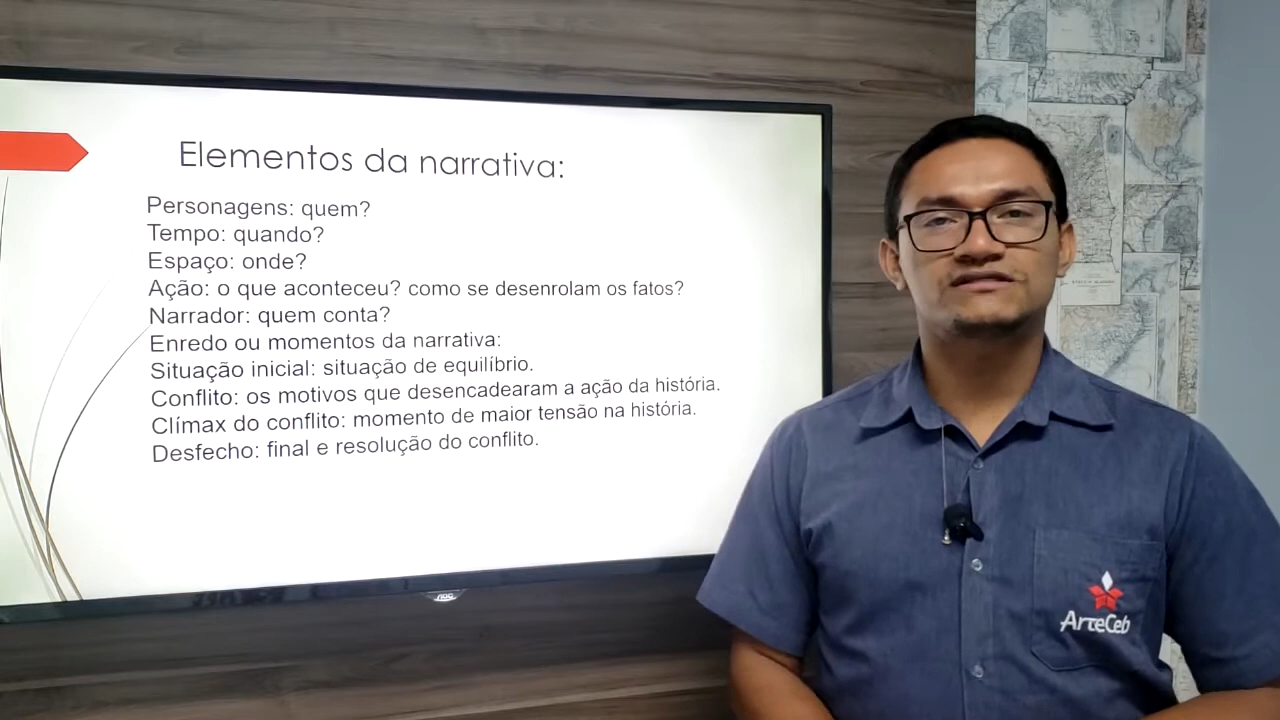 Elementos da narrativa:
Personagens: quem?
Tempo: quando?
Espaço: onde?
Ação: o que aconteceu? como se desenrolam os fatos?
Narrador: quem conta?
Enredo ou momentos da narrativa:
Situação inicial: situação de equilíbrio.
Conflito: os motivos que desencadearam a ação da história.
Clímax do conflito: momento de maior tensão na história.
Desfecho: final e resolução do conflito.
AOC
ArteCeb